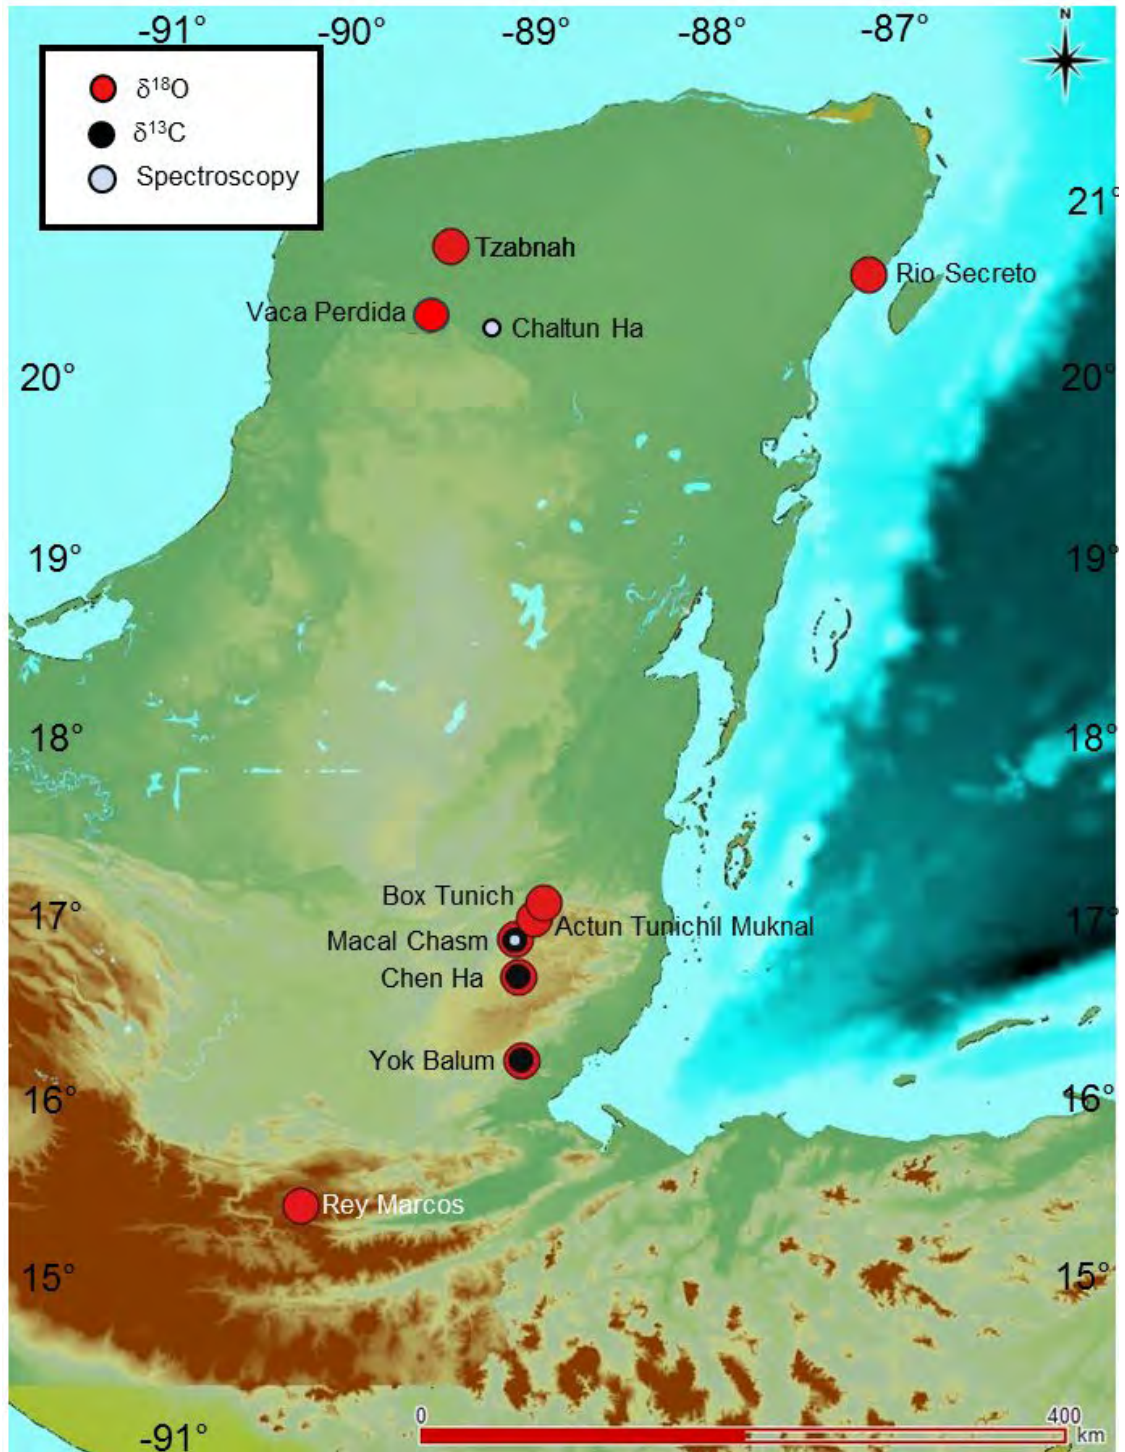 -91° -90° -89° -88° -87°
N
δ¹⁸O
δ¹³C
Spectroscopy
21°
Tzabnah
Rio Secreto
Vaca Perdida
Chaltun Ha
20° 20°
19° 19°
18° 18°
Box Tunich
17° 17°
Actun Tunichil Muknal
Macal Chasm
Chen Ha
Yok Balum
16° 16°
Rey Marcos
15° 15°
0 400
km
-91°